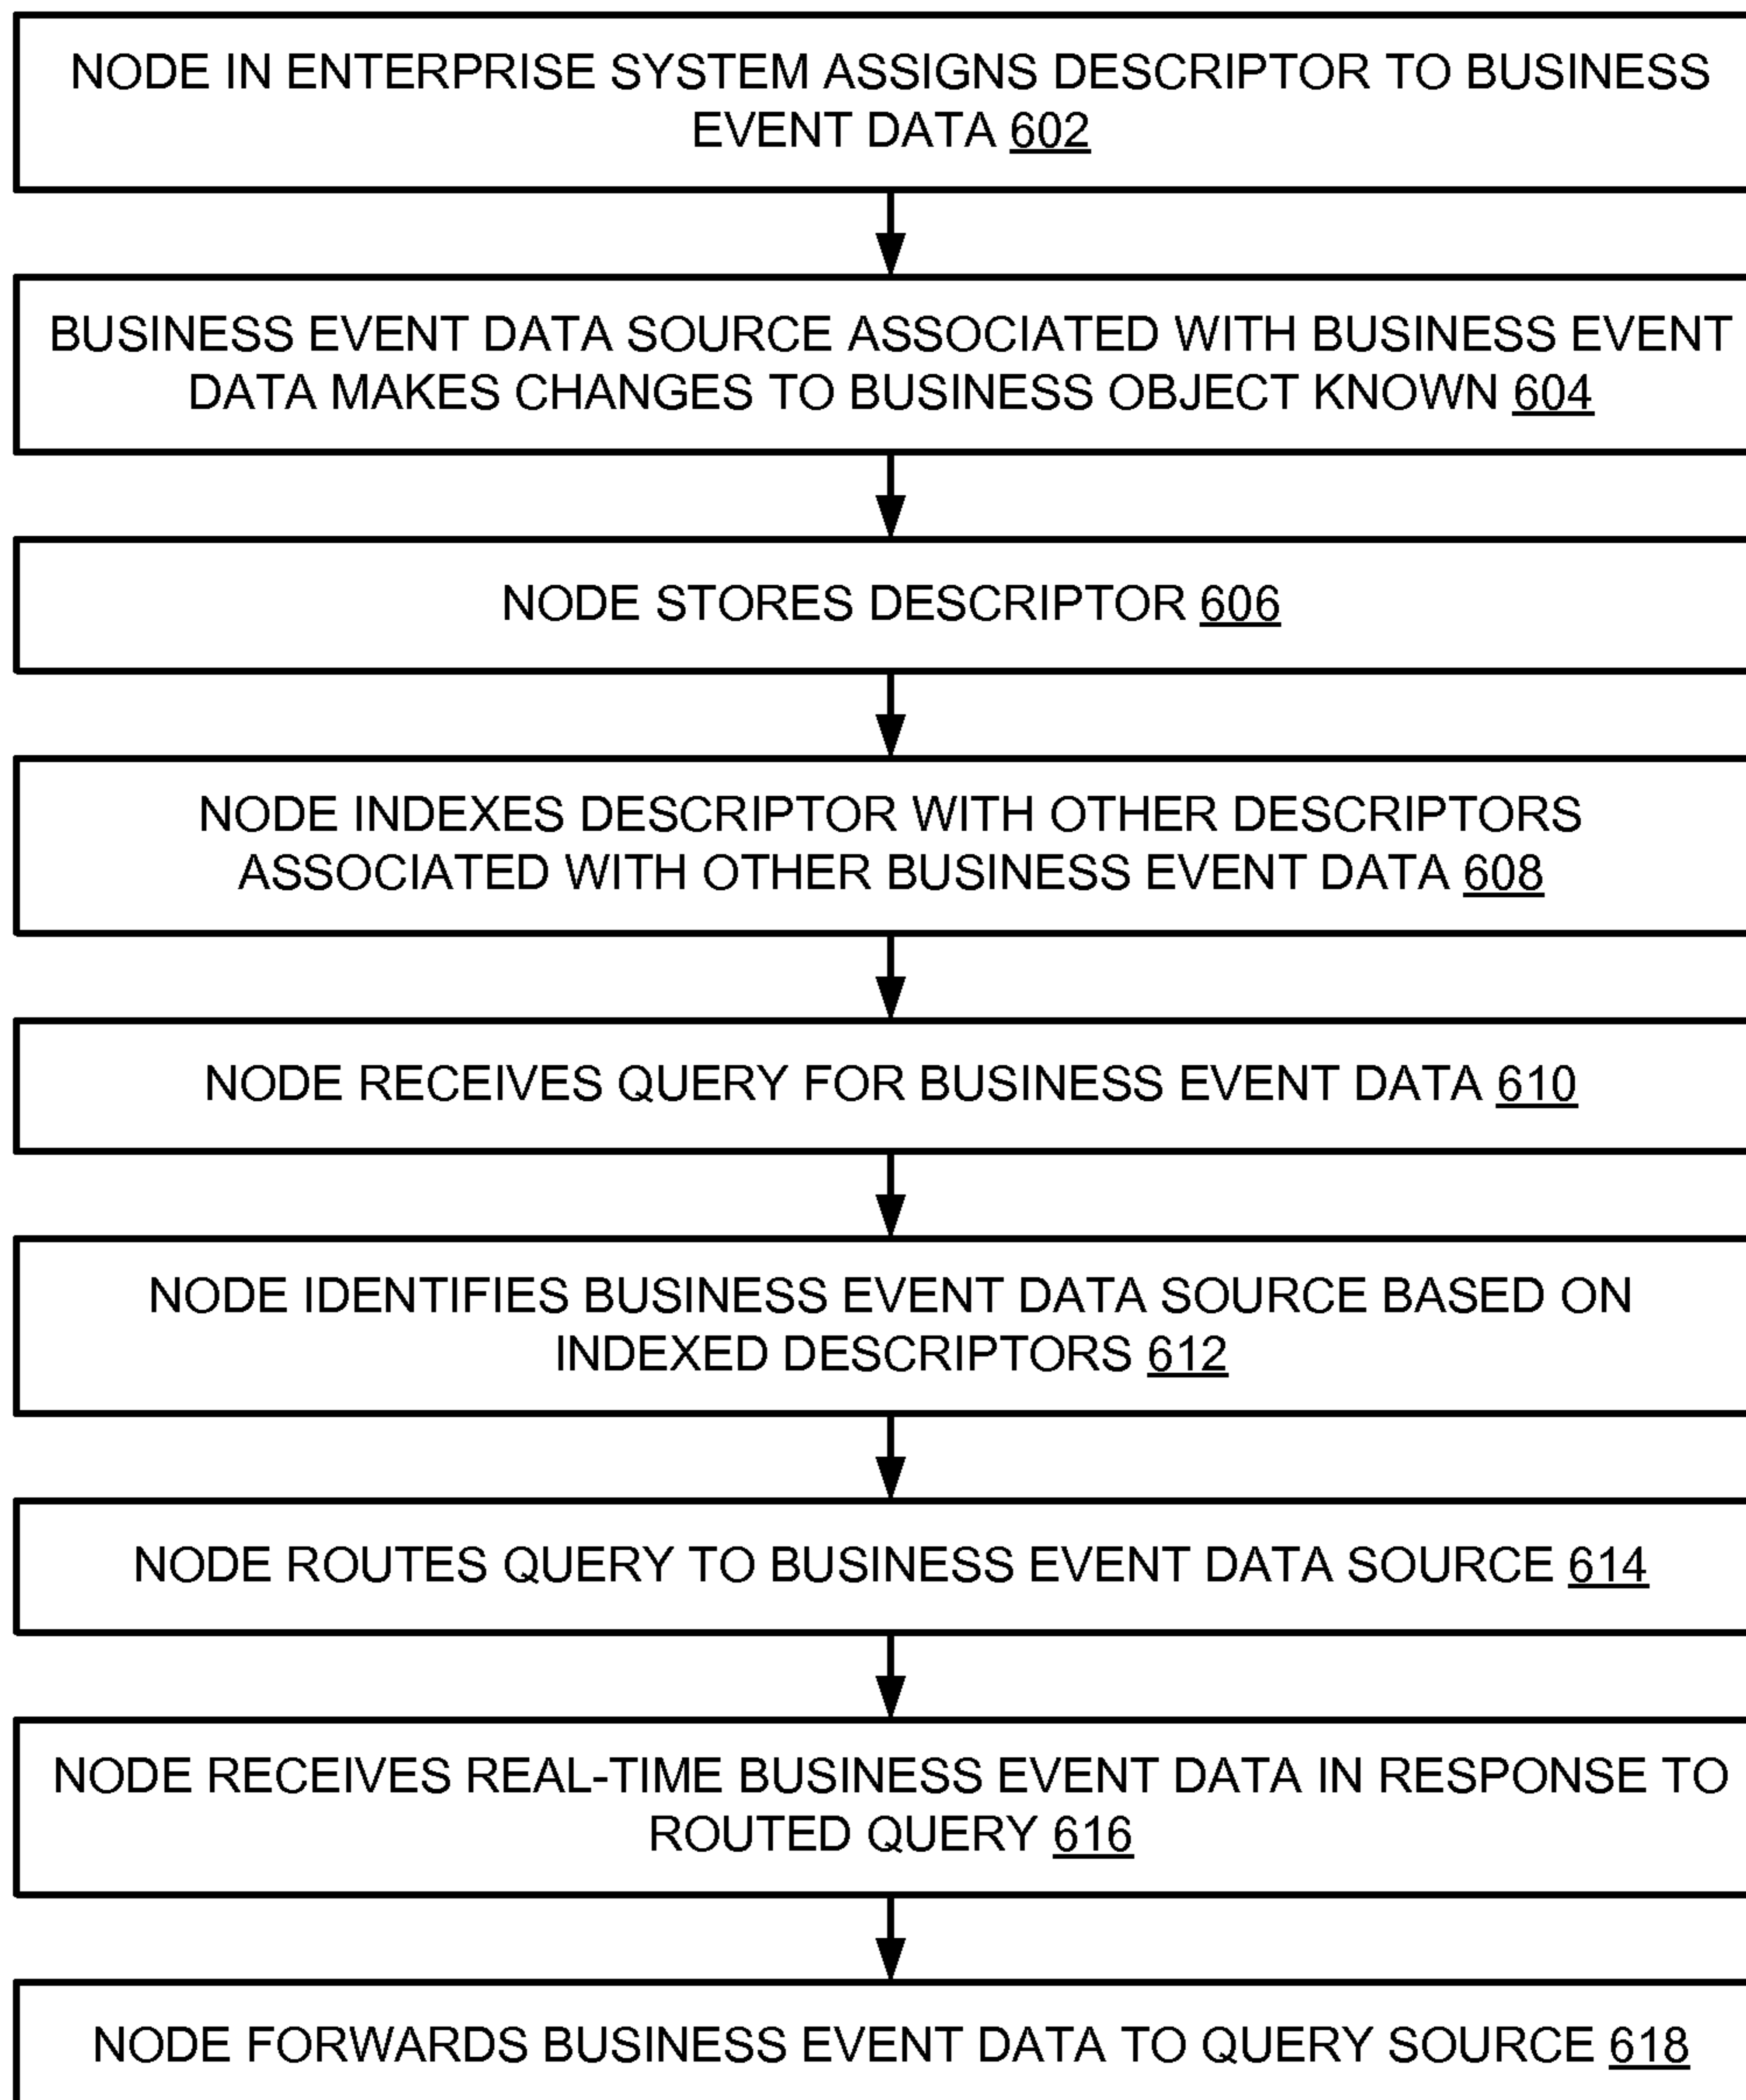 NODE IN ENTERPRISE SYSTEM ASSIGNS DESCRIPTOR TO BUSINESS
EVENT DATA 602
BUSINESS EVENT DATA SOURCE ASSOCIATED WITH BUSINESS EVENT
DATA MAKES CHANGES TO BUSINESS OBJECT KNOWN 604
NODE STORES DESCRIPTOR 606
NODE INDEXES DESCRIPTOR WITH OTHER DESCRIPTORS
ASSOCIATED WITH OTHER BUSINESS EVENT DATA 608
NODE RECEIVES QUERY FOR BUSINESS EVENT DATA 610
NODE IDENTIFIES BUSINESS EVENT DATA SOURCE BASED ON
INDEXED DESCRIPTORS 612
NODE ROUTES QUERY TO BUSINESS EVENT DATA SOURCE 614
NODE RECEIVES REAL-TIME BUSINESS EVENT DATA IN RESPONSE TO
ROUTED QUERY 616
NODE FORWARDS BUSINESS EVENT DATA TO QUERY SOURCE 618